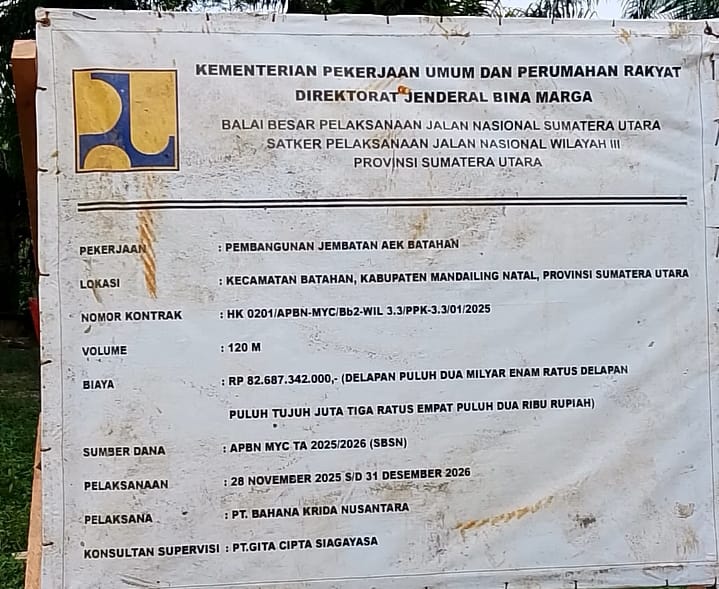 KEMENTERIAN PEKERJAAN UMUM DAN PERUMAHAN RAKYAT
DIREKTORAT JENDERAL BINA MARGA
BALAI BESAR PELAKSANAAN JALAN NASIONAL SUMATERA UTARA
SATKER PELAKSANAAN JALAN NASIONAL WILAYAH III
PROVINSI SUMATERA UTARA
PEKERJAAN : PEMBANGUNAN JEMBATAN AEK BATAHAN
LOKASI : KECAMATAN BATAHAN, KABUPATEN MANDAILING NATAL, PROVINSI SUMATERA UTARA
NOMOR KONTRAK : HK 0201/APBN-MYC/Bb2-WIL 3.3/PPK-3.3/01/2025
VOLUME : 120 M
BIAYA : RP 82.687.342.000,- (DELAPAN PULUH DUA MILYAR ENAM RATUS DELAPAN
PULUH TUJUH JUTA TIGA RATUS EMPAT PULUH DUA RIBU RUPIAH)
SUMBER DANA : APBN MYC TA 2025/2026 (SBSN)
PELAKSANAAN : 28 NOVEMBER 2025 S/D 31 DESEMBER 2026
PELAKSANA : PT. BAHANA KRIDA NUSANTARA
KONSULTAN SUPERVISI : PT.GITA CIPTA SIAGAYASA